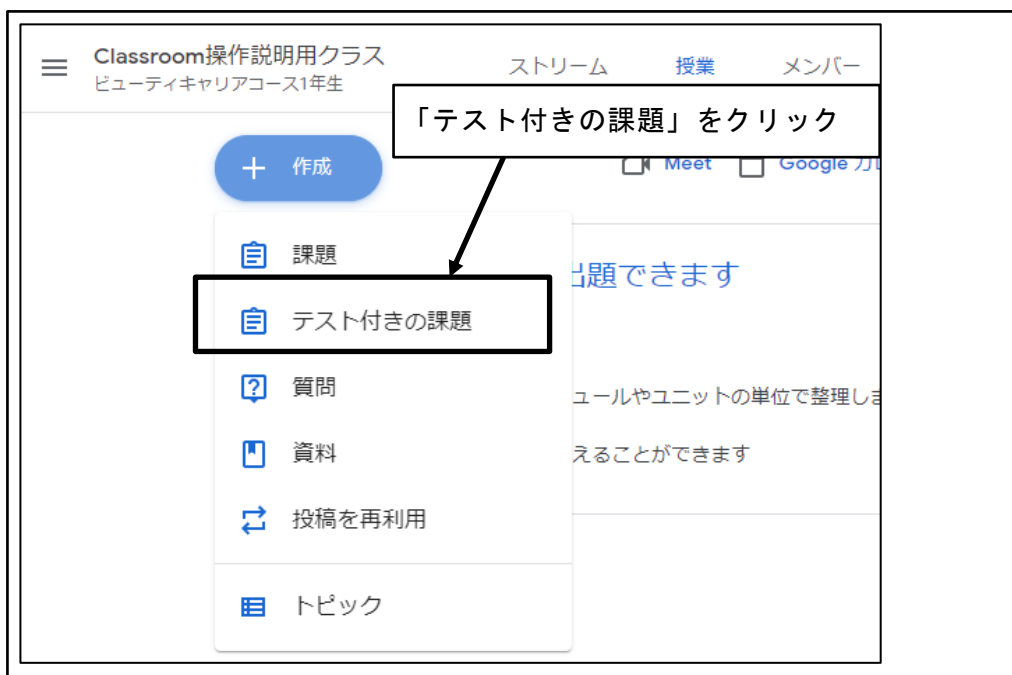 Classroom操作説明用クラス
ビューティキャリアコース1年生
ストリーム 授業 メンバー
「テスト付きの課題」をクリック
作成
Meet Google カレ
課題
出題できます
テスト付きの課題
質問
ュールやユニットの単位で整理しま
資料
えることができます
投稿を再利用
トピック